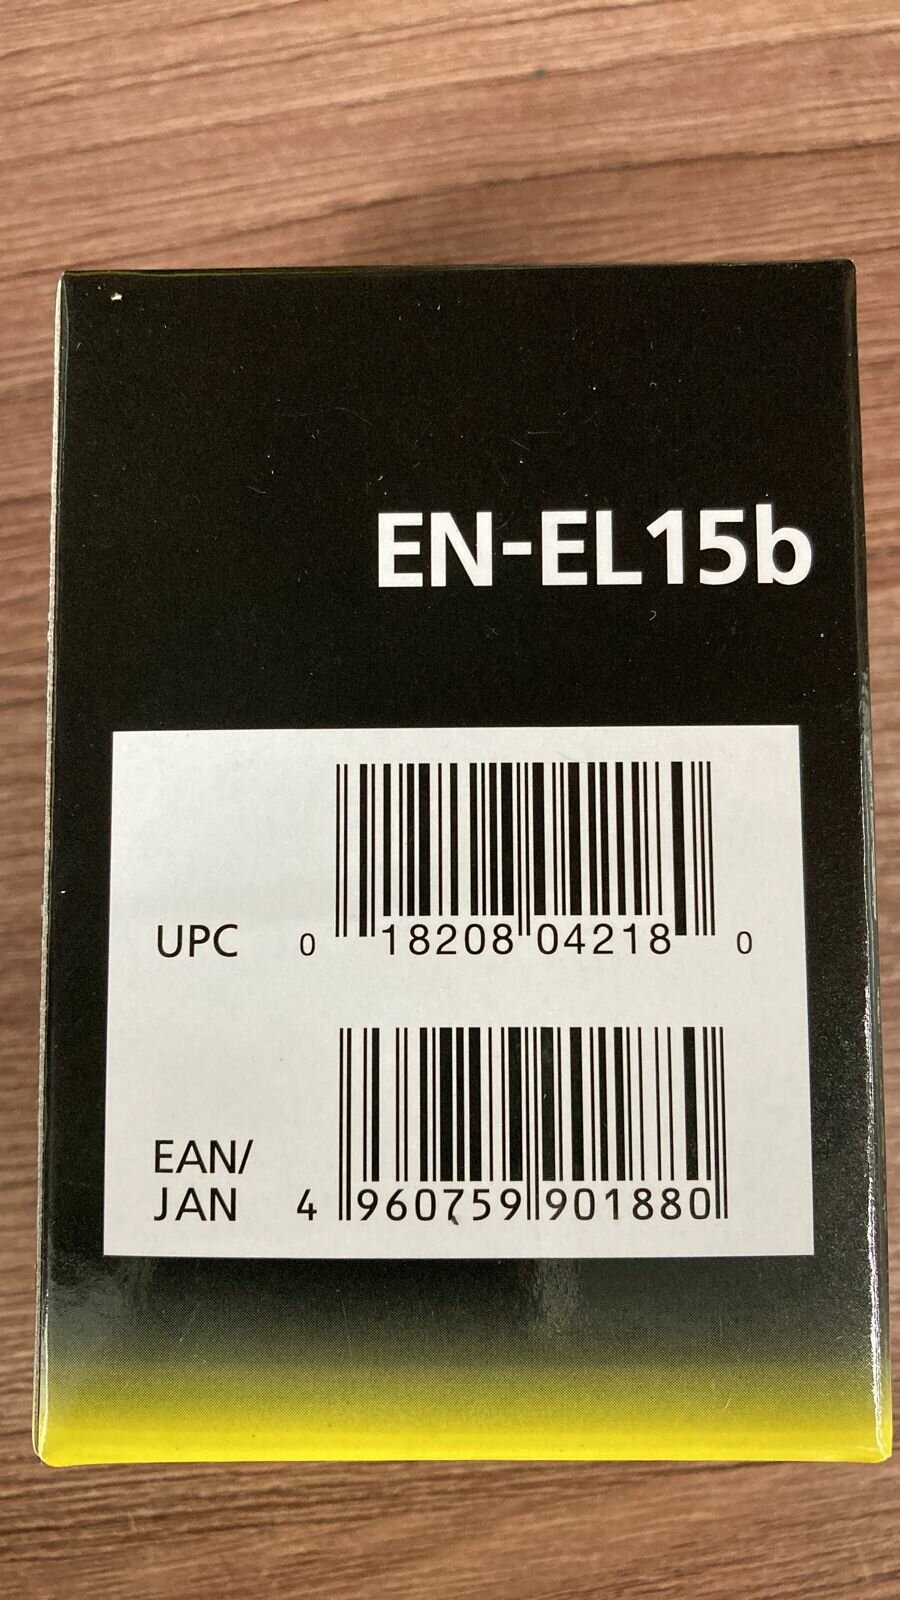 EN-EL15b
UPC 0 18208 04218 0
EAN/
JAN 4 960759 901880